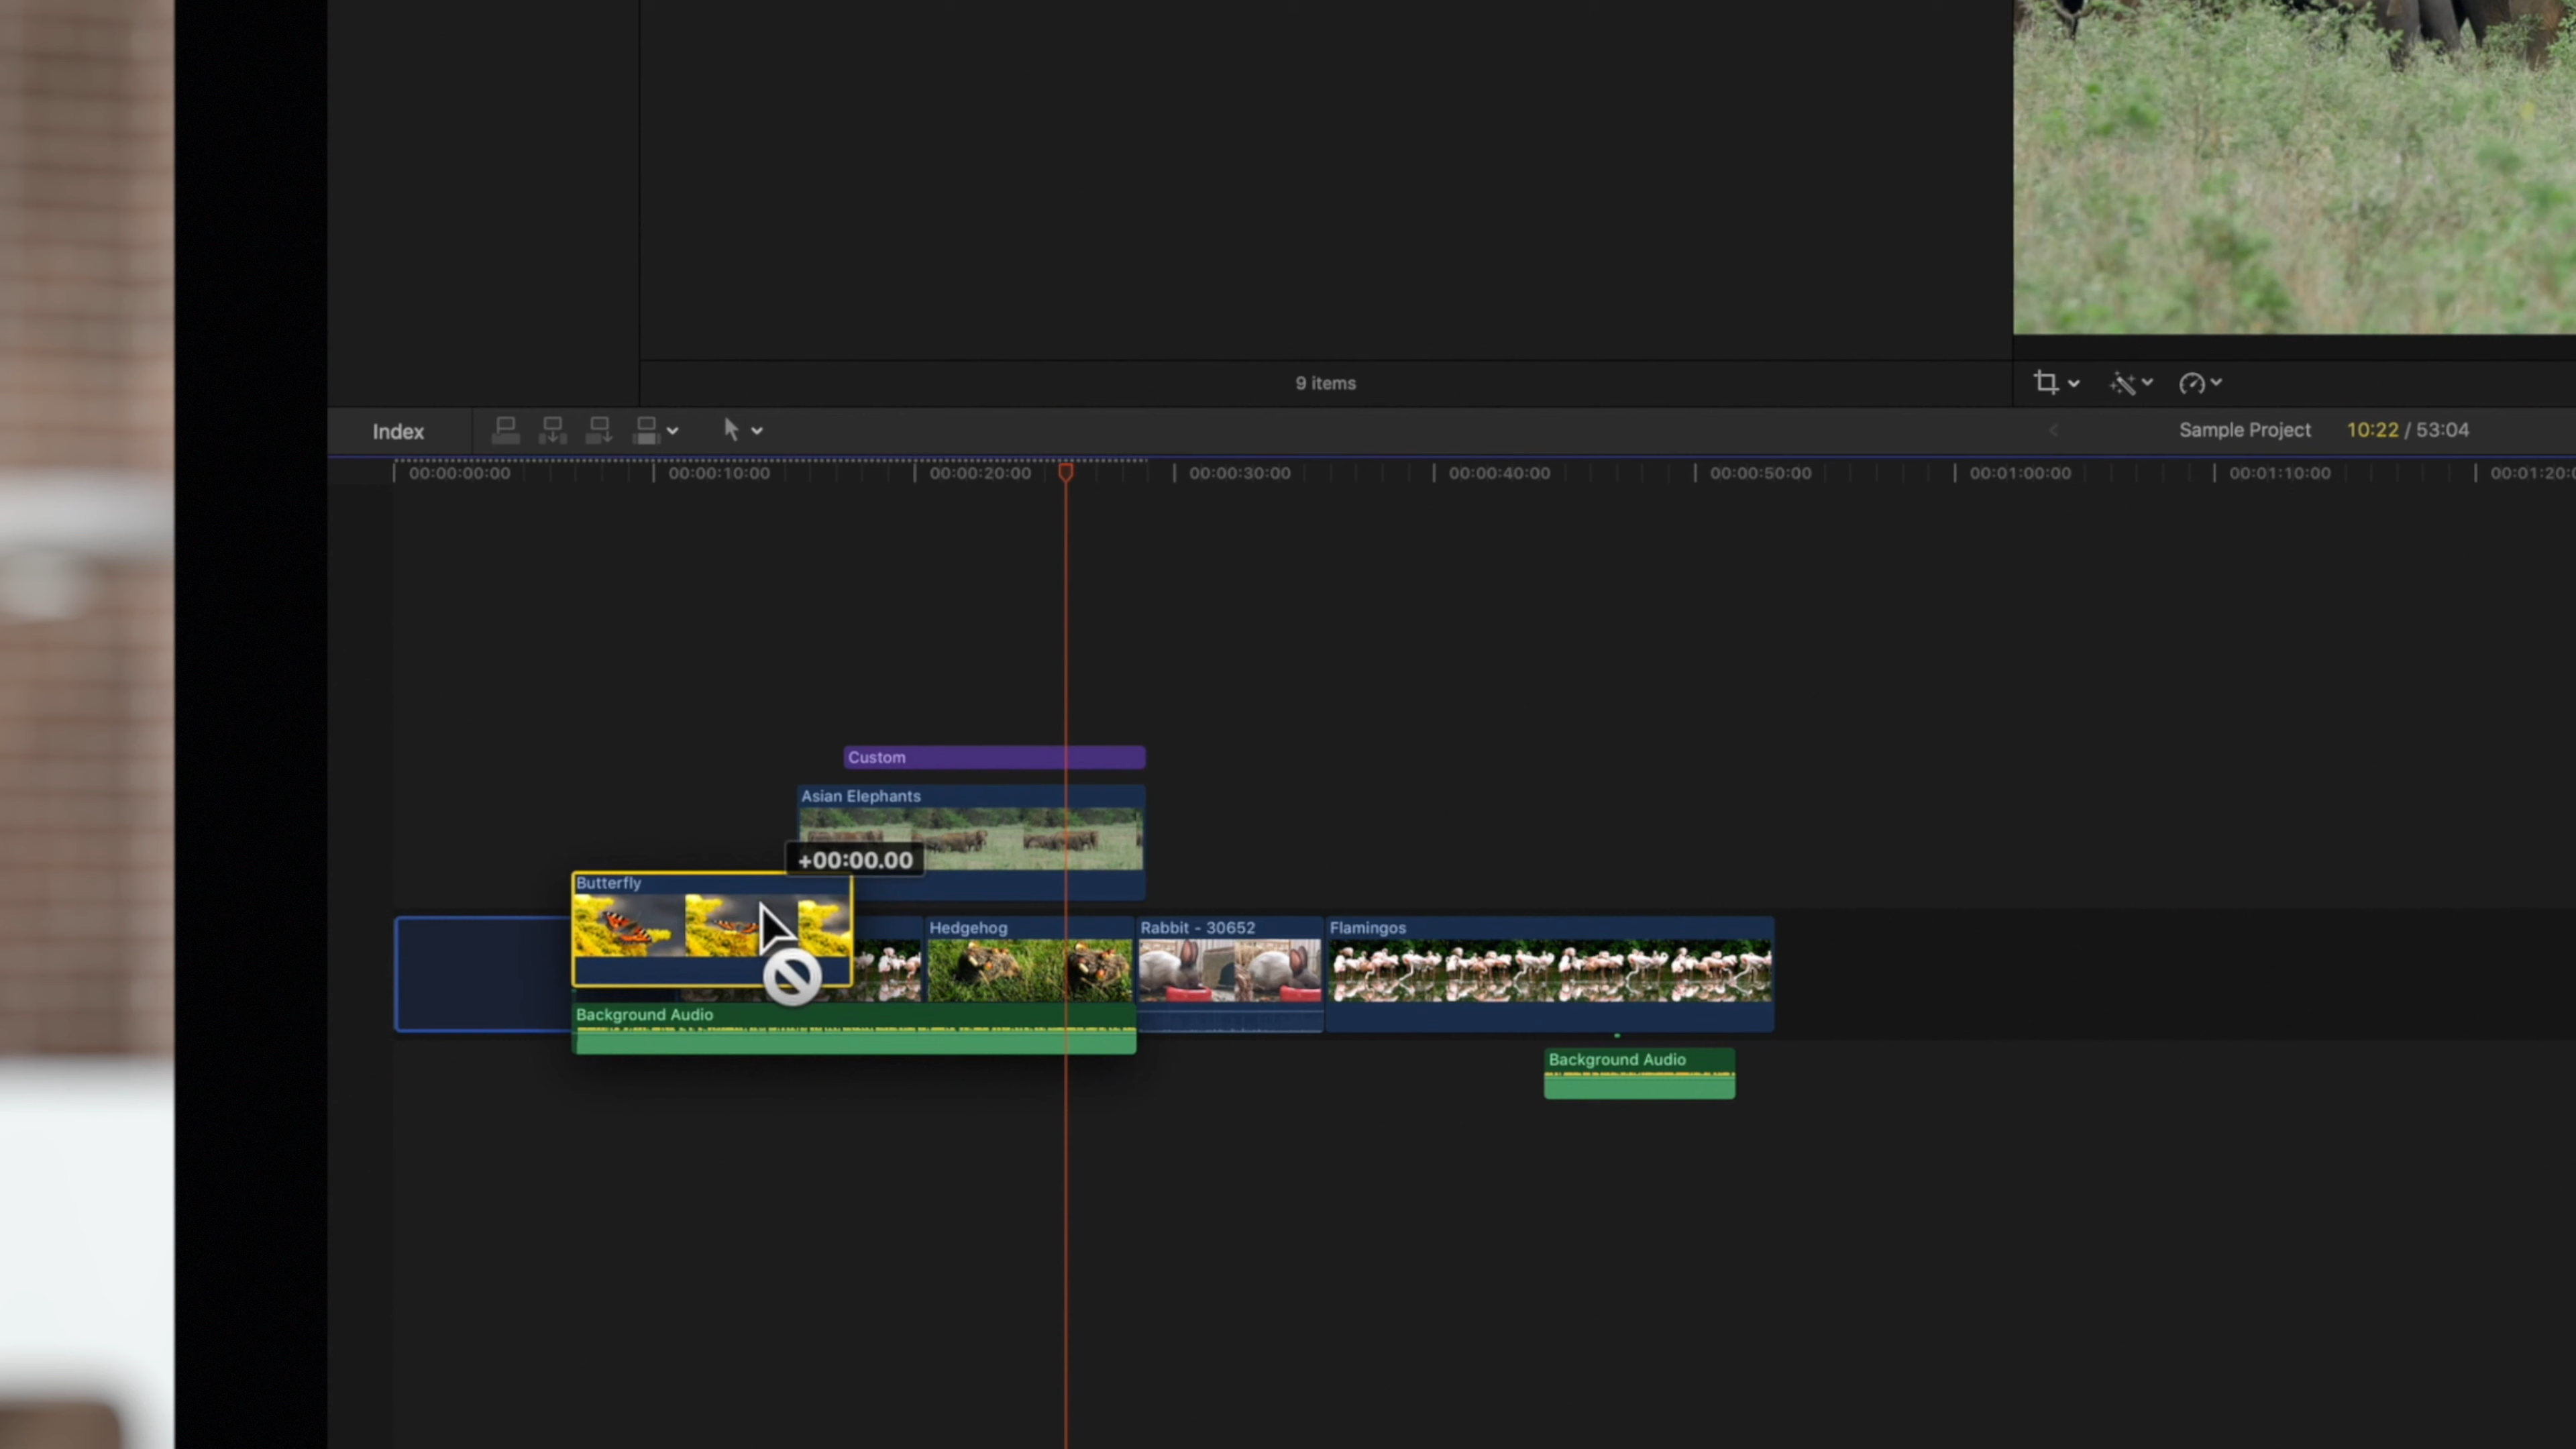 9 items
Index
Sample Project 10:22 / 53:04
00:00:00:00 00:00:10:00 00:00:20:00 00:00:30:00 00:00:40:00 00:00:50:00 00:01:00:00 00:01:10:00
Custom
Asian Elephants
+00:00.00
Butterfly
Hedgehog
Rabbit - 30652
Flamingos
Background Audio
Background Audio